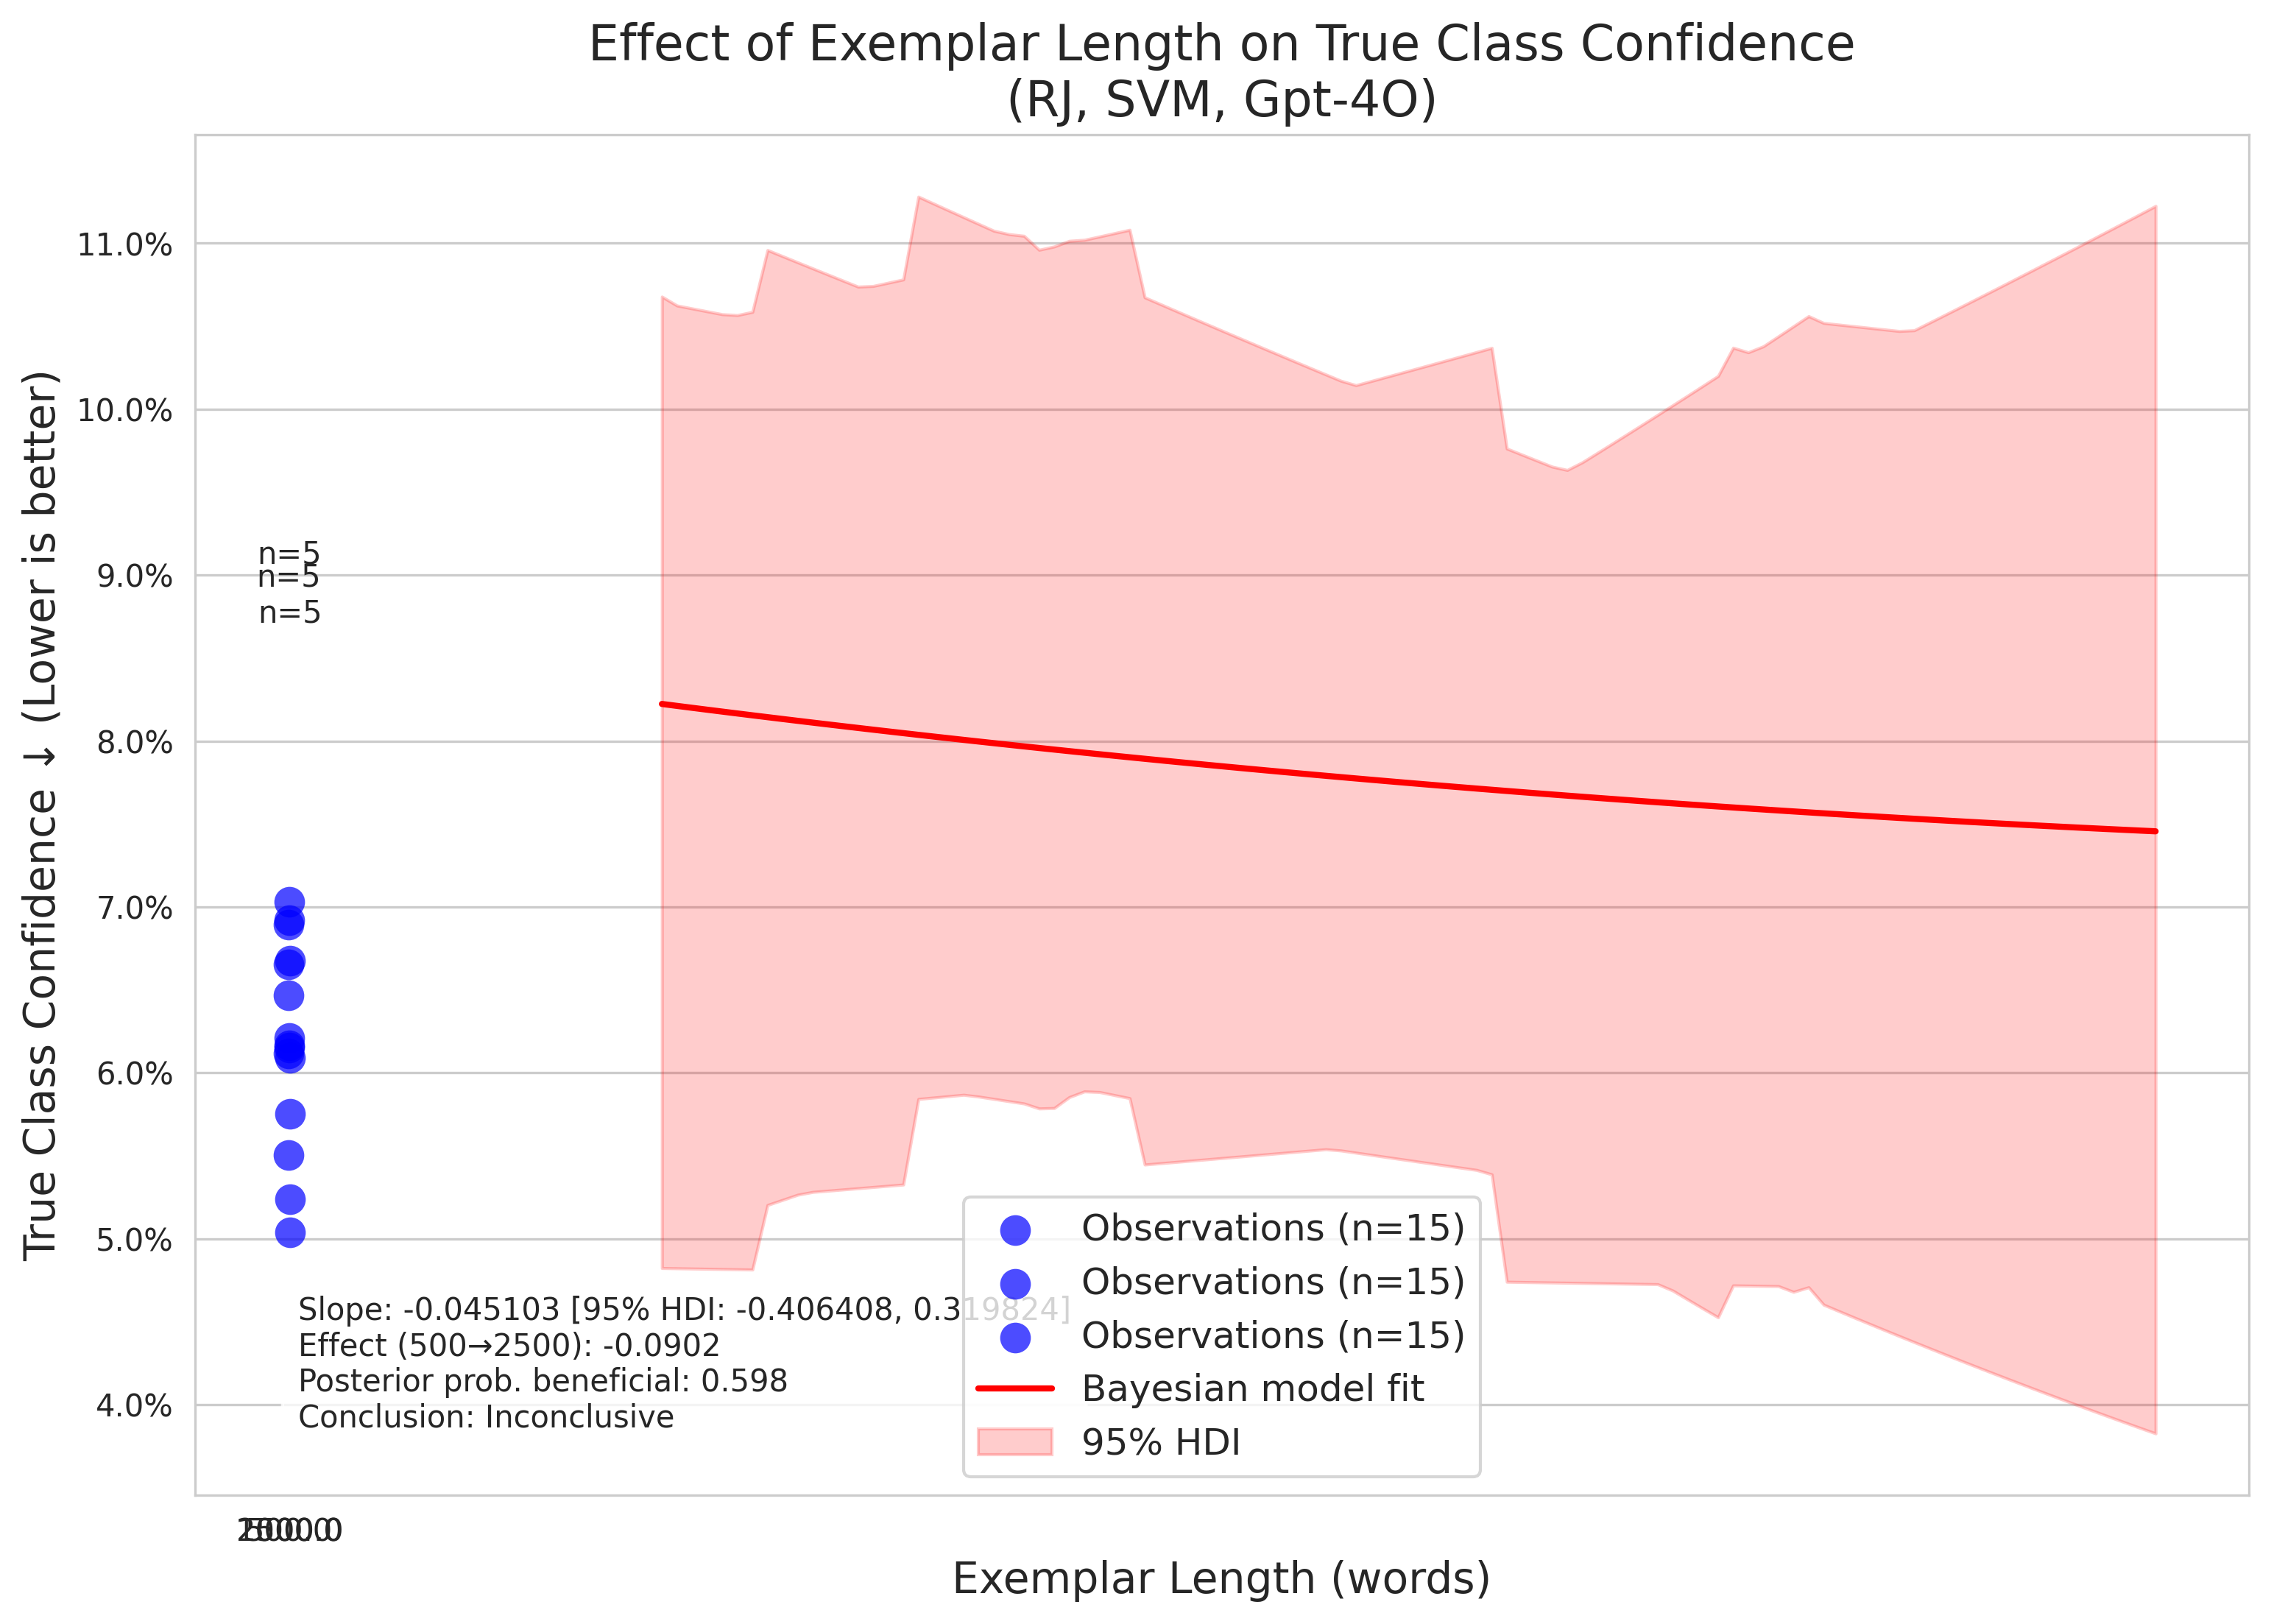 Effect of Exemplar Length on True Class Confidence
(RJ, SVM, Gpt-4O)
True Class Confidence ↓ (Lower is better)
11.0%
10.0%
9.0%
8.0%
7.0%
6.0%
5.0%
4.0%
n=5
n=5
n=5
Slope: -0.045103 [95% HDI: -0.406408, 0.319824]
Effect (500→2500): -0.0902
Posterior prob. beneficial: 0.598
Conclusion: Inconclusive
Observations (n=15)
Observations (n=15)
Observations (n=15)
Bayesian model fit
95% HDI
Exemplar Length (words)